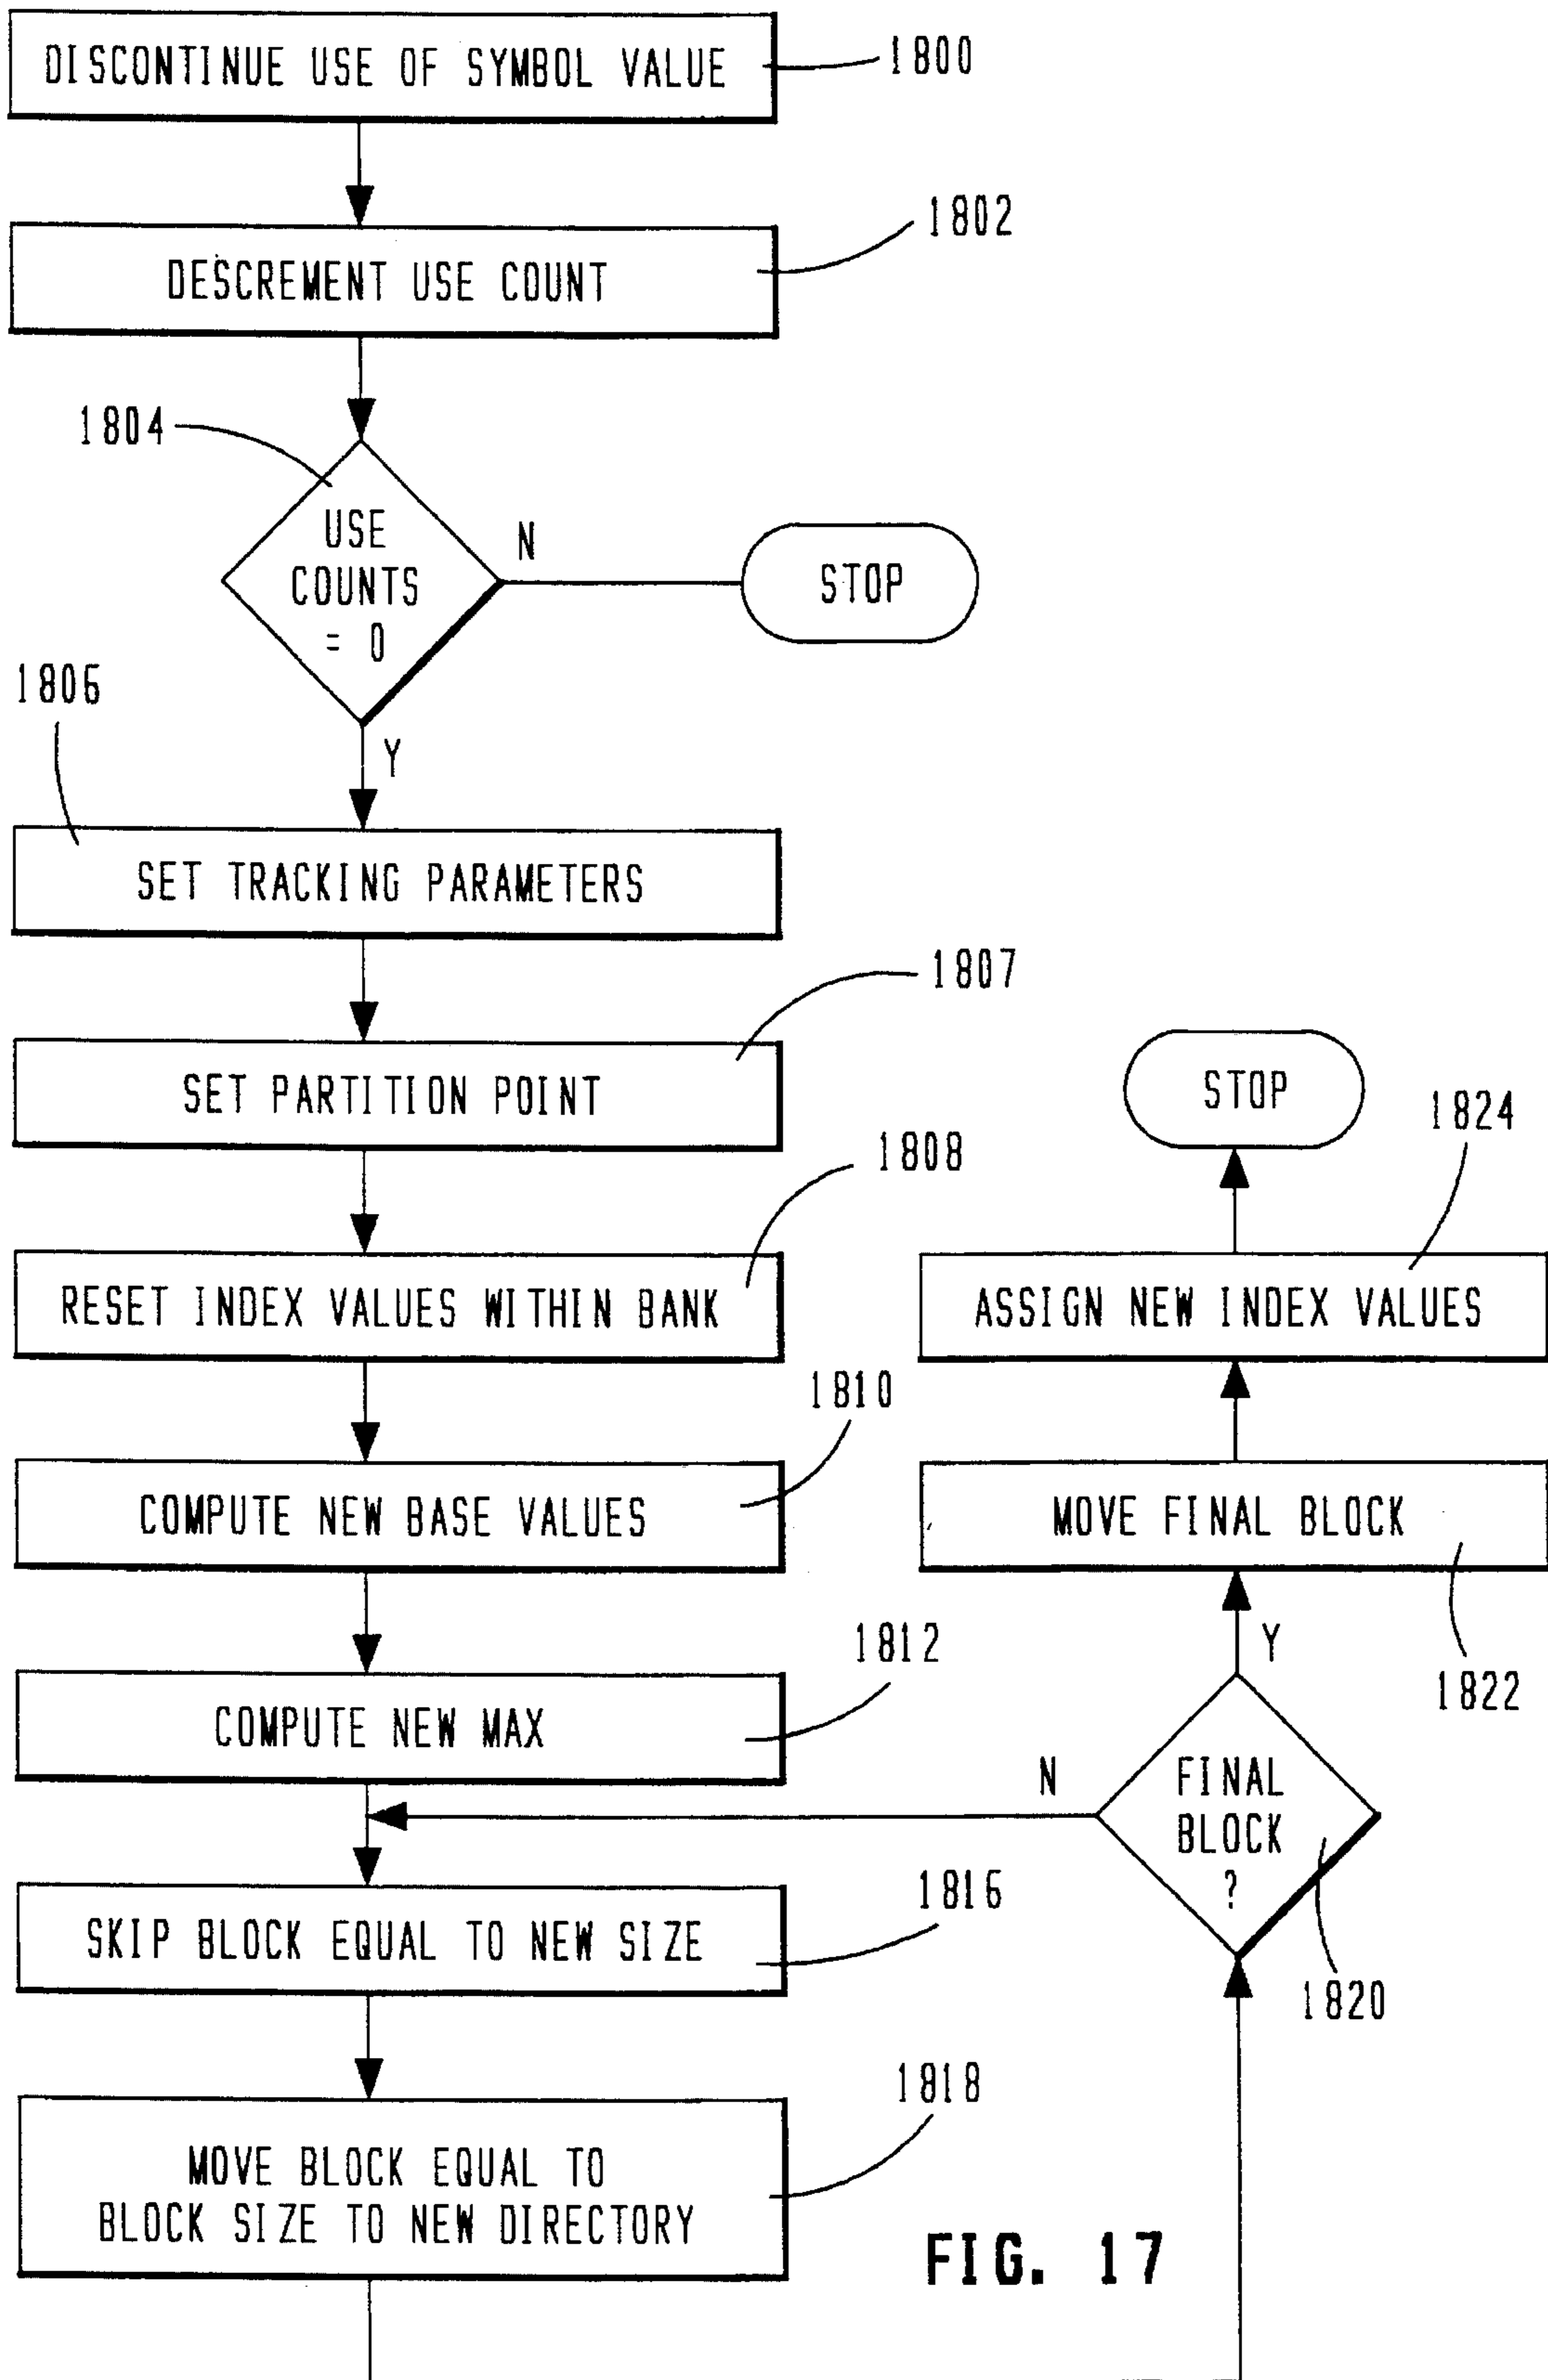 DISCONTINUE USE OF SYMBOL VALUE
1800
1802
DESCREMENT USE COUNT
1804
USE
COUNTS
= 0
N
STOP
Y
1806
SET TRACKING PARAMETERS
1807
SET PARTITION POINT
1808
RESET INDEX VALUES WITHIN BANK
1810
COMPUTE NEW BASE VALUES
1812
COMPUTE NEW MAX
1816
SKIP BLOCK EQUAL TO NEW SIZE
1818
MOVE BLOCK EQUAL TO
BLOCK SIZE TO NEW DIRECTORY
STOP
1824
ASSIGN NEW INDEX VALUES
MOVE FINAL BLOCK
1822
Y
N
FINAL
BLOCK
?
1820
FIG. 17